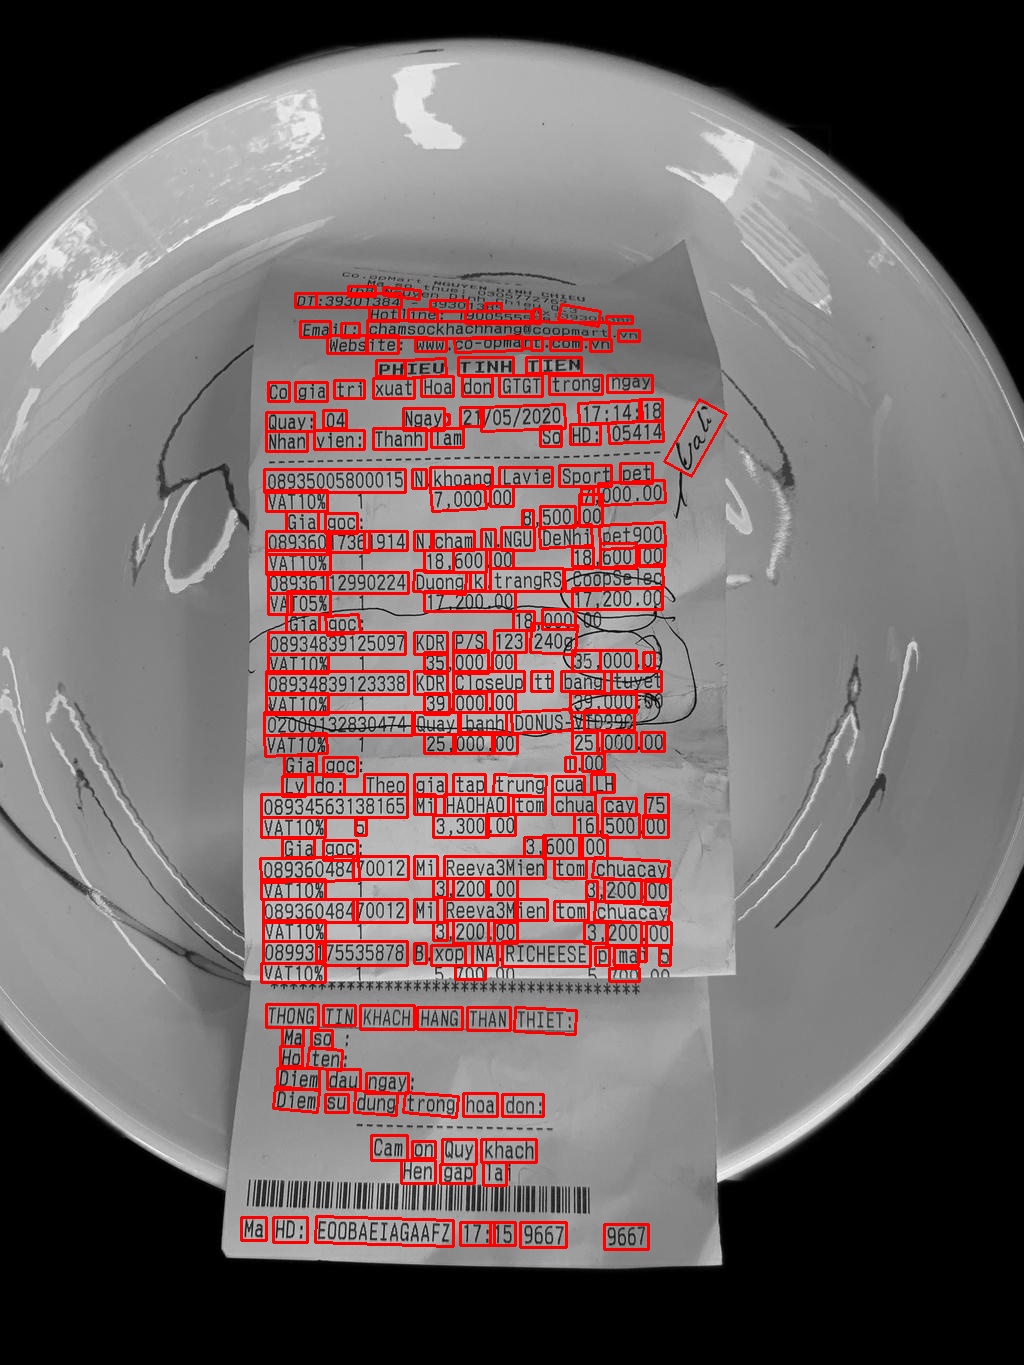 Co.opMart NGUYEN DINH CHIEU
DT:39301384
Hotline: 1900555568
Email: chamsockhachhang@coopmart.vn
Website: www.co-opmart.com.vn
PHIEU TINH TIEN
Co gia tri xuat Hoa don GTGT trong ngay
Quay: 04 Ngay 21/05/2020 17:14:18
Nhan vien: Thanh Tam So HD: 05414
vali
08935005800015 N.khoang Lavie Sport pet
VAT10% 1 7,000.00 7,000.00
Gia goc: 8,500.00
08936017361914 N.cham N.NGU DeNhi pet900
VAT10% 1 18,600.00 18,600.00
08936112990224 Duong k trangRS CoopSelec
VAT05% 1 17,200.00 17,200.00
Gia goc: 18,000.00
08934839125097 KDR P/S 123 240g
VAT10% 1 35,000.00 35,000.00
08934839123338 KDR CloseUp tt bang tuyet
VAT10% 1 39,000.00 39,000.00
02000132830474 Quay banh DONUS-VTD990
VAT10% 1 25,000.00 25,000.00
Gia goc: 1.00
Ly do: Theo gia tap trung cua LH
08934563138165 Mi HAOHAO tom chua cay 75
VAT10% 5 3,300.00 16,500.00
Gia goc: 3,600.00
08936048470012 Mi Reeva3Mien tom chuacay
VAT10% 1 3,200.00 3,200.00
08936048470012 Mi Reeva3Mien tom chuacay
VAT10% 1 3,200.00 3,200.00
08993175535878 B.xop NA.RICHEESE p ma 5
VAT10% 1 5,700.00 5,700.00
****************************************
THONG TIN KHACH HANG THAN THIET:
Ma so :
Ho ten:
Diem dau ngay:
Diem su dung trong hoa don:
Cam on Quy khach
Hen gap lai
Ma HD: EOOBAEIAGAAFZ 17:15 9667 9667